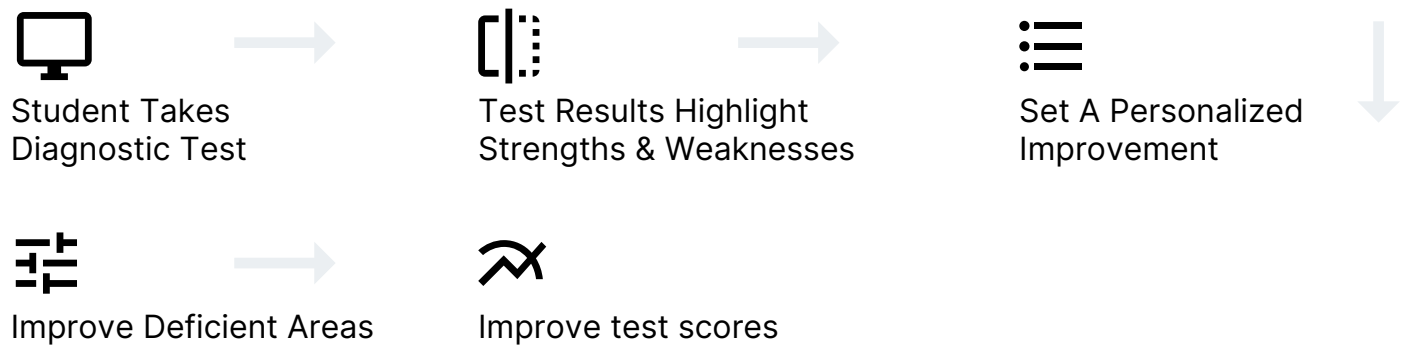 Student Takes
Diagnostic Test
Test Results Highlight
Strengths & Weaknesses
Set A Personalized
Improvement
Improve Deficient Areas
Improve test scores